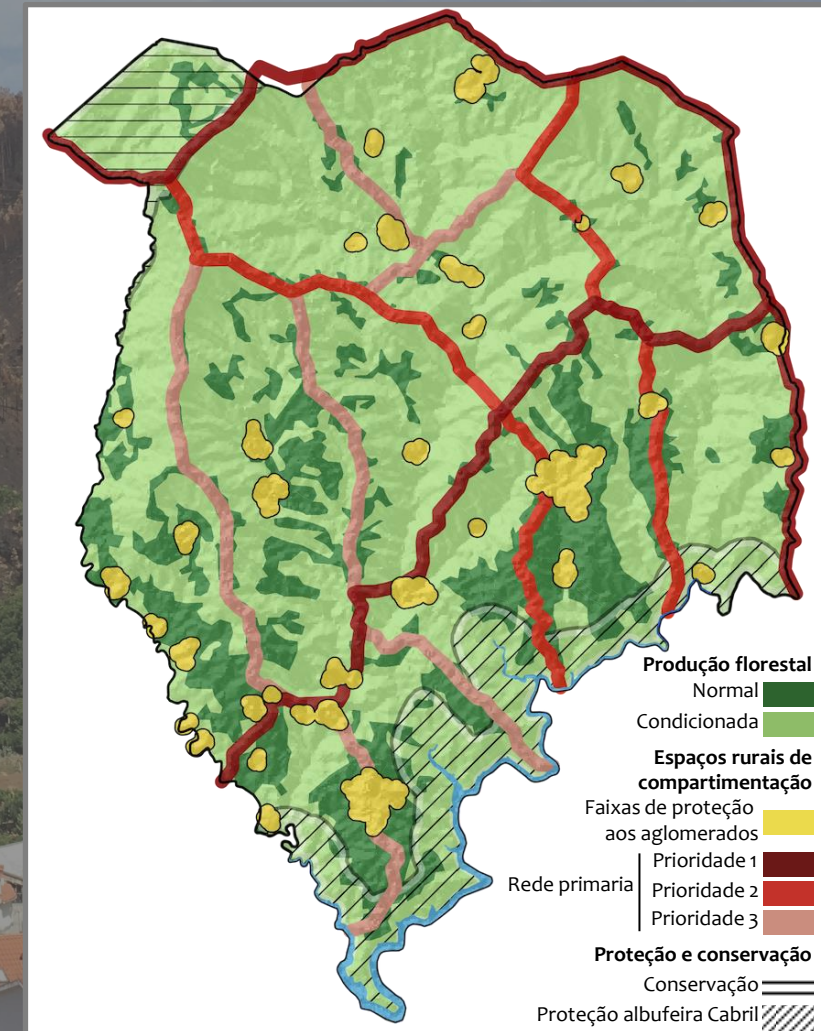 Produção florestal
Normal
Condicionada
Espaços rurais de
compartimentação
Faixas de proteção
aos aglomerados
Rede primaria
Prioridade 1
Prioridade 2
Prioridade 3
Proteção e conservação
Conservação
Proteção albufeira Cabril